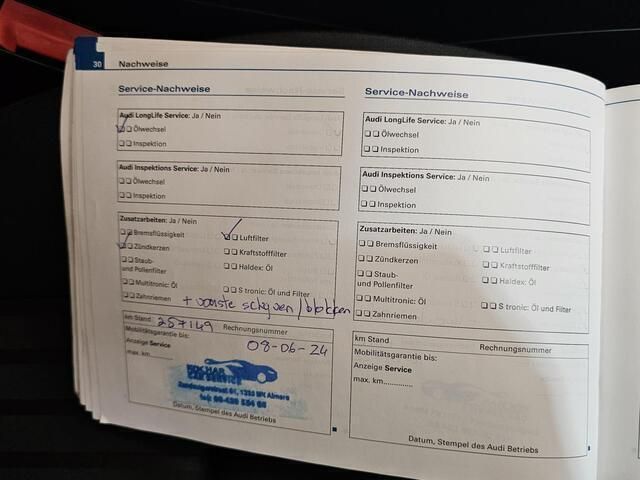 30 Nachweise
Service-Nachweise
Audi LongLife Service: Ja / Nein
Ölwechsel
Inspektion
Audi Inspektions Service: Ja / Nein
Ölwechsel
Inspektion
Zusatzarbeiten: Ja / Nein
Bremsflüssigkeit
Luftfilter
Zündkerzen
Kraftstofffilter
Staub-
und Pollenfilter
Haldex: Öl
Multitronic: Öl
S tronic: Öl und Filter
Zahnriemen
+ voorste schijven / blokken
km Stand 257149 Rechnungsnummer
Mobilitätsgarantie bis:
08-06-24
Anzeige Service
max. km
CAR SERVICE
Almere
Datum, Stempel des Audi Betriebs
Service-Nachweise
Audi LongLife Service: Ja / Nein
Ölwechsel
Inspektion
Audi Inspektions Service: Ja / Nein
Ölwechsel
Inspektion
Zusatzarbeiten: Ja / Nein
Bremsflüssigkeit
Luftfilter
Zündkerzen
Kraftstofffilter
Staub-
und Pollenfilter
Haldex: Öl
Multitronic: Öl
S tronic: Öl und Filter
Zahnriemen
km Stand Rechnungsnummer
Mobilitätsgarantie bis:
Anzeige Service
max. km.............
Datum, Stempel des Audi Betriebs